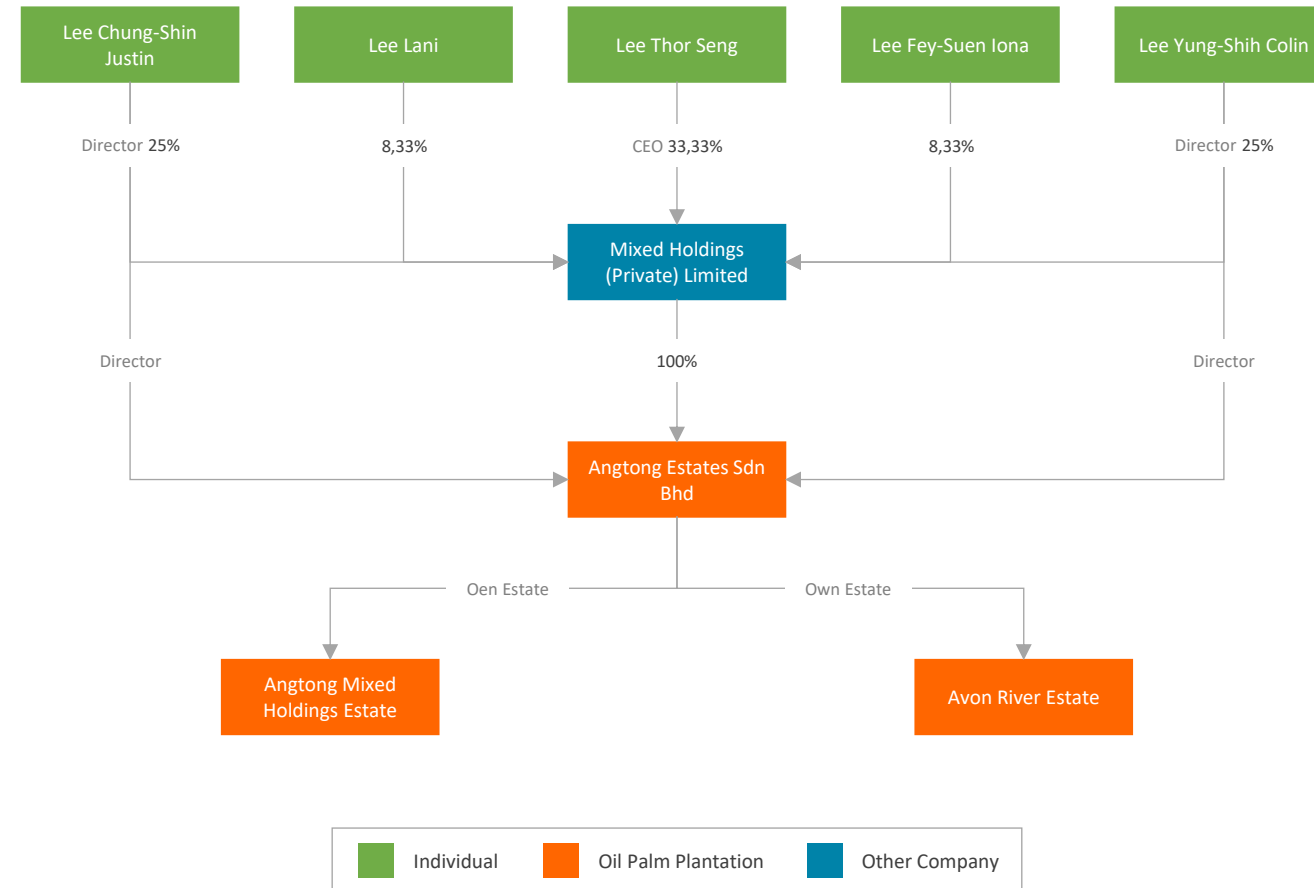 Lee Chung-Shin
Justin
Lee Lani
Lee Thor Seng
Lee Fey-Suen Iona
Lee Yung-Shih Colin
Director 25%
8,33%
CEO 33,33%
8,33%
Director 25%
Mixed Holdings
(Private) Limited
Director
100%
Director
Angtong Estates Sdn
Bhd
Oen Estate
Own Estate
Angtong Mixed
Holdings Estate
Avon River Estate
Individual
Oil Palm Plantation
Other Company